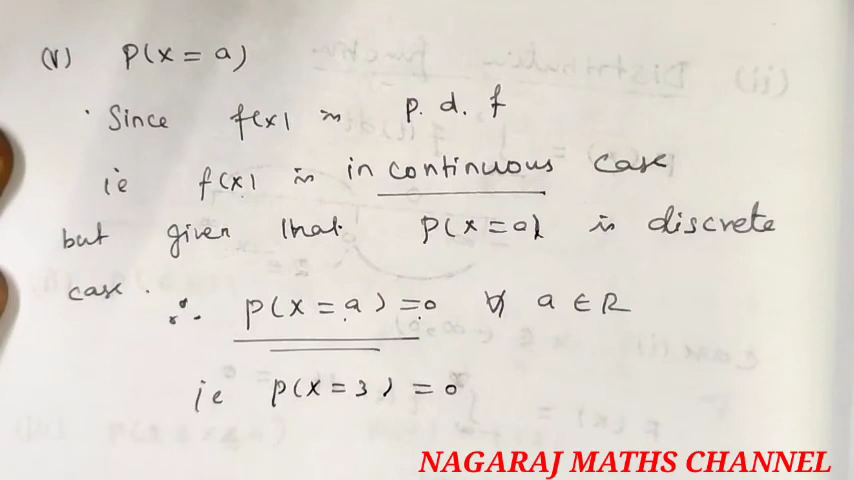 (V) P(X = a)
Since f(x) is p. d. f
ie f(x) is in continuous case
but given that P(X=a) is discrete
case.
∴ P(X = a) = 0 ∀ a ∈ R
ie P(X = 3) = 0
NAGARAJ MATHS CHANNEL